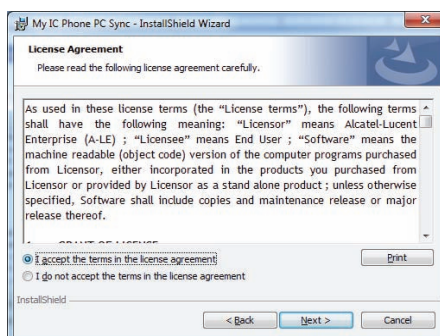 My IC Phone PC Sync - InstallShield Wizard
License Agreement
Please read the following license agreement carefully.
As used in these license terms (the “License terms”), the following terms
shall have the following meaning: “Licensor” means Alcatel-Lucent
Enterprise (A-LE) ; “Licensee” means End User ; “Software” means the
machine readable (object code) version of the computer programs purchased
from Licensor, either incorporated in the products you purchased from
Licensor or provided by Licensor as a stand alone product ; unless otherwise
specified, Software shall include copies and maintenance release or major
release thereof.
GRANT OF LICENSE
I accept the terms in the license agreement
Print
I do not accept the terms in the license agreement
InstallShield
< Back
Next >
Cancel